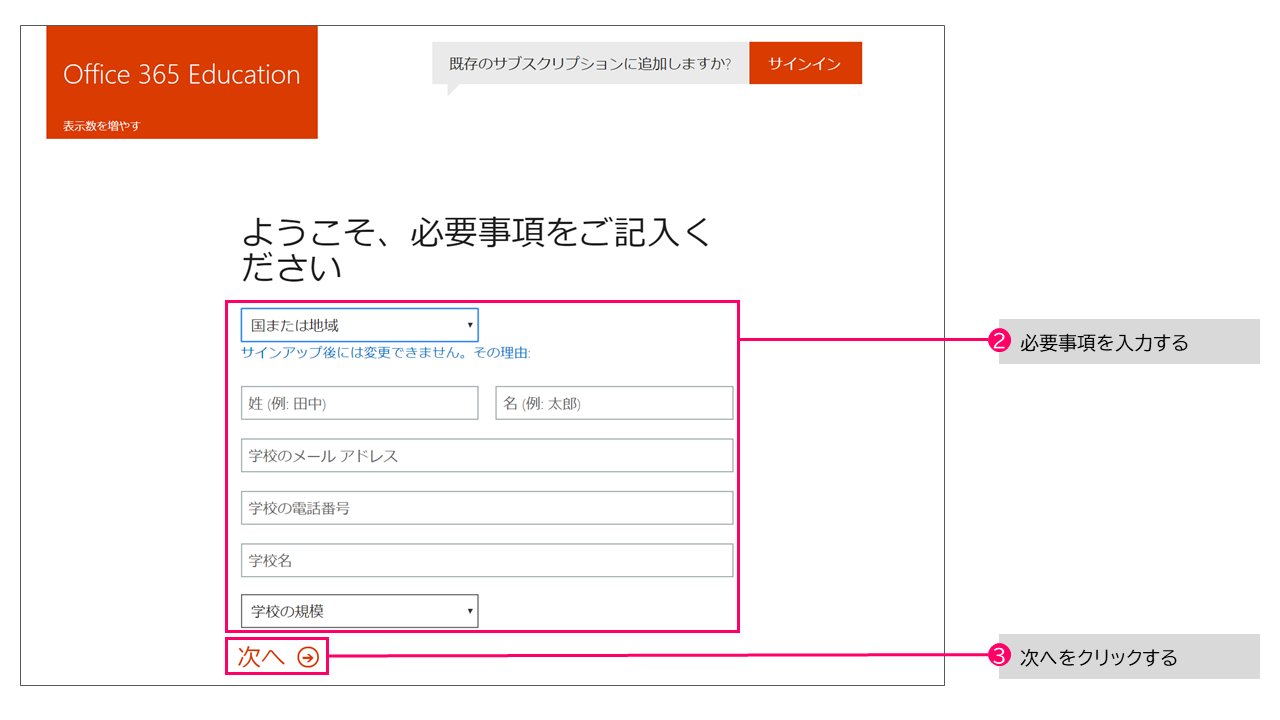 Office 365 Education
表示数を増やす
既存のサブスクリプションに追加しますか?
サインイン
ようこそ、必要事項をご記入く
ださい
国または地域
サインアップ後には変更できません。その理由:
姓 (例: 田中)
名 (例: 太郎)
学校のメール アドレス
学校の電話番号
学校名
学校の規模
次へ
2 必要事項を入力する
3 次へをクリックする